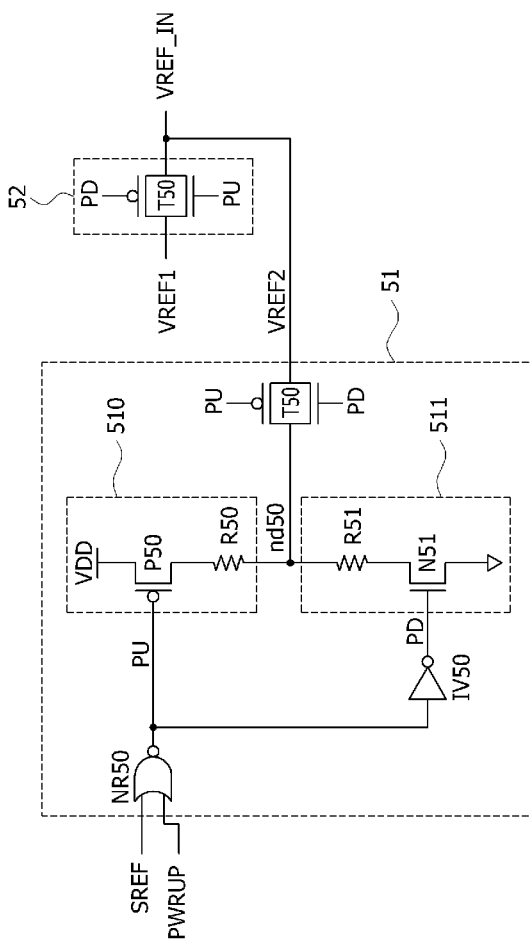 52
PD
T50
VREF_IN
VREF1
PU
VREF2
51
510
VDD
P50
R50
PU
T50
PD
nd50
PU
NR50
SREF
PWRUP
R51
511
N51
PD
IV50